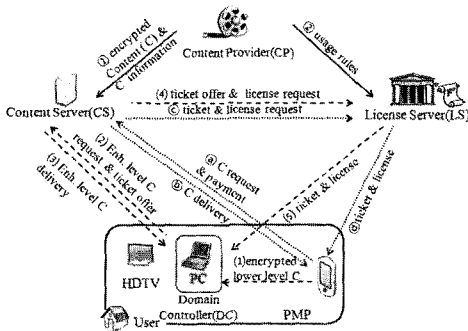 Content Provider(CP)
① encrypted
Content (C) &
C information
② usage rules
Content Server(CS)
(4) ticket offer & license request
ⓒ ticket & license request
License Server(LS)
(2) Enh. level C
request & ticket offer
(3) Enh. level C
delivery
ⓐ C request
& payment
ⓑ C delivery
(5) ticket & license
ⓓ ticket & license
HDTV
PC
(1)encrypted
lower level C
Domain
Controller(DC)
PMP
User